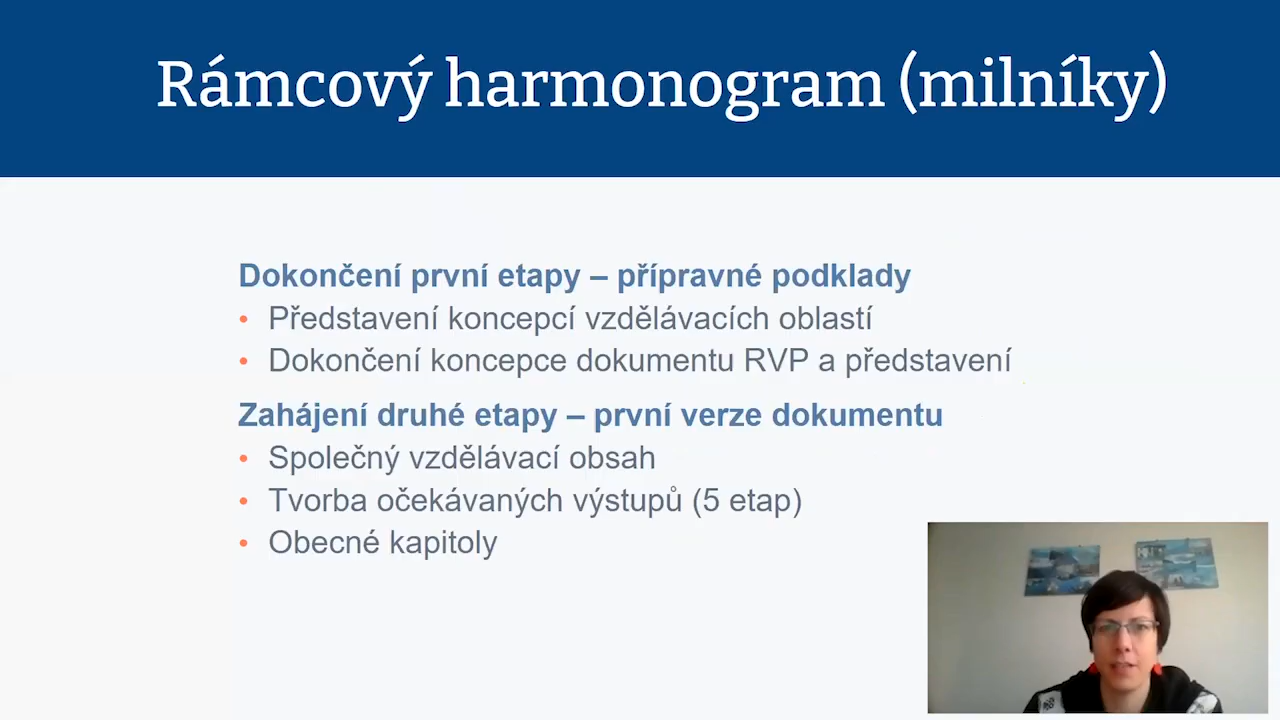 Rámcový harmonogram (milníky)
Dokončení první etapy – přípravné podklady
• Představení koncepcí vzdělávacích oblastí
• Dokončení koncepce dokumentu RVP a představení
Zahájení druhé etapy – první verze dokumentu
• Společný vzdělávací obsah
• Tvorba očekávaných výstupů (5 etap)
• Obecné kapitoly